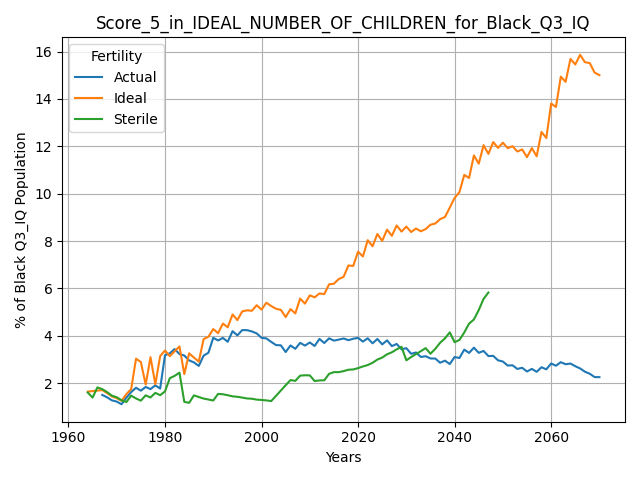 Score_5_in_IDEAL_NUMBER_OF_CHILDREN_for_Black_Q3_IQ
Fertility
Actual
Ideal
Sterile
% of Black Q3_IQ Population
16
14
12
10
8
6
4
2
1960
1980
2000
2020
2040
2060
Years